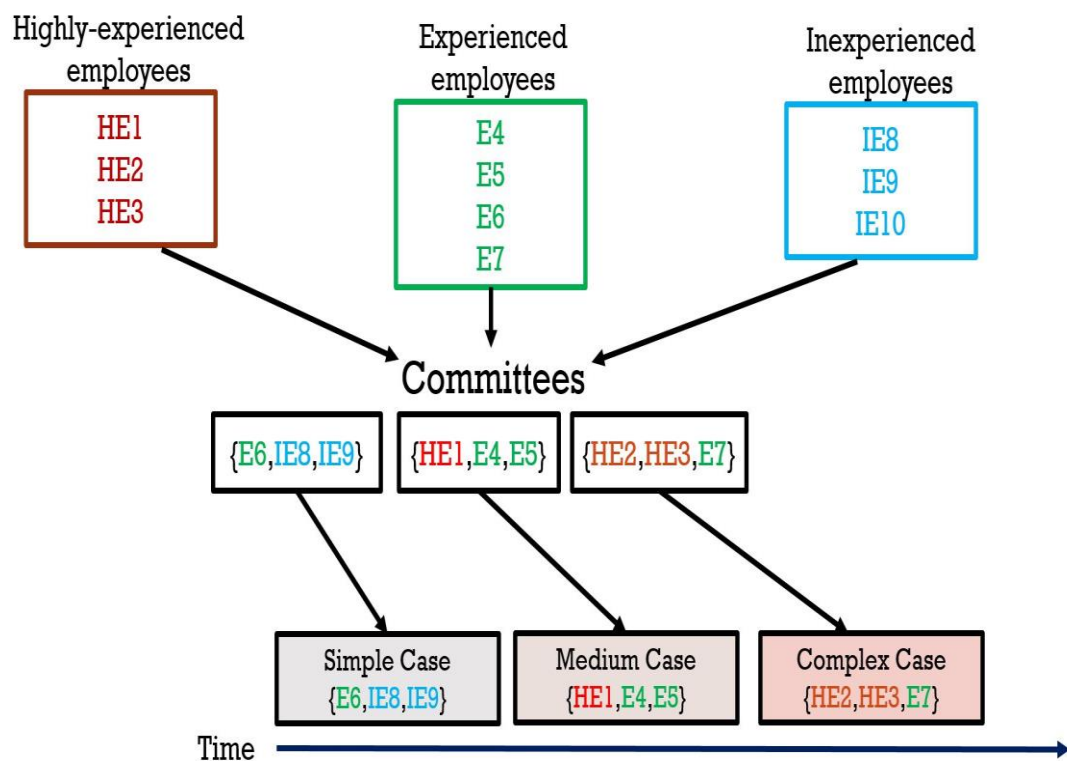 Highly-experienced
employees
HE1
HE2
HE3
Experienced
employees
E4
E5
E6
E7
Inexperienced
employees
IE8
IE9
IE10
Committees
{E6,IE8,IE9}
{HE1,E4,E5}
{HE2,HE3,E7}
Simple Case
{E6,IE8,IE9}
Medium Case
{HE1,E4,E5}
Complex Case
{HE2,HE3,E7}
Time